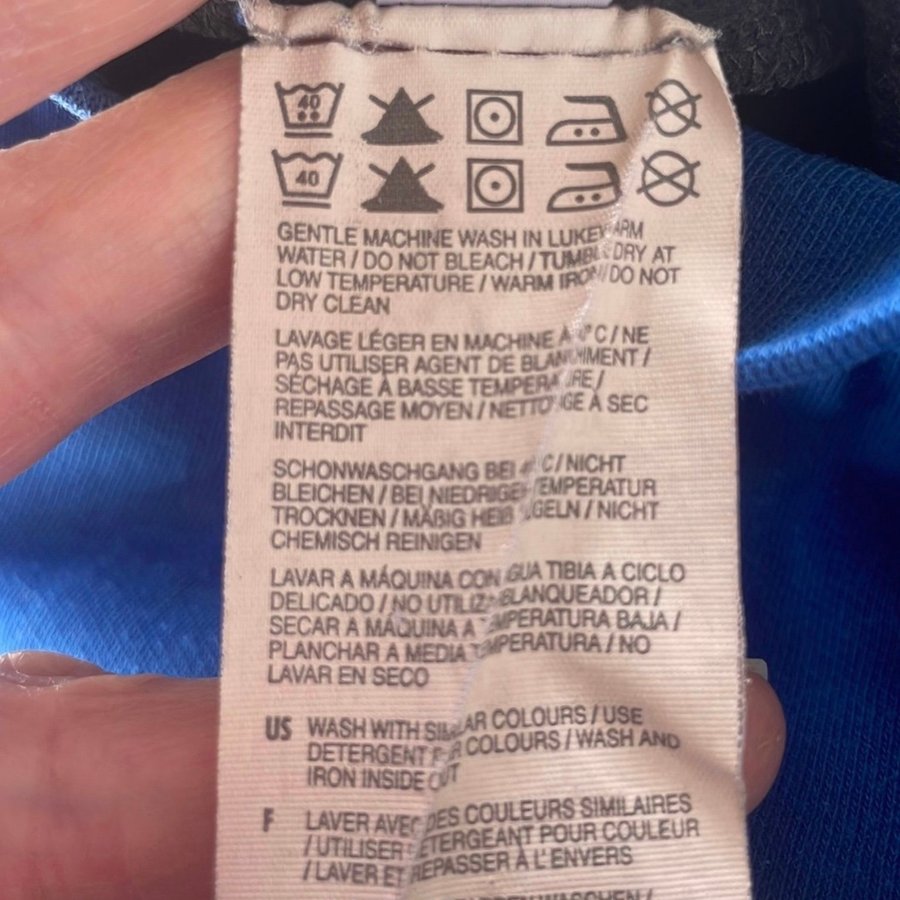 40
40
GENTLE MACHINE WASH IN LUKEWARM
WATER / DO NOT BLEACH / TUMBLE DRY AT
LOW TEMPERATURE / WARM IRON / DO NOT
DRY CLEAN
LAVAGE LÉGER EN MACHINE À ° C / NE
PAS UTILISER AGENT DE BLANCHIMENT /
SÉCHAGE À BASSE TEMPERATURE /
REPASSAGE MOYEN / NETTOYAGE À SEC
INTERDIT
SCHONWASCHGANG BEI C / NICHT
BLEICHEN / BEI NIEDRIGER TEMPERATUR
TROCKNEN / MÄßIG HEIß BÜGELN / NICHT
CHEMISCH REINIGEN
LAVAR A MÁQUINA CON AGUA TIBIA A CICLO
DELICADO / NO UTILIZAR BLANQUEADOR /
SECAR A MÁQUINA A TEMPERATURA BAJA /
PLANCHAR A MEDIA TEMPERATURA / NO
LAVAR EN SECO
US WASH WITH SIMILAR COLOURS / USE
DETERGENT FOR COLOURS / WASH AND
IRON INSIDE OUT
F LAVER AVEC DES COULEURS SIMILAIRES
/ UTILISER DETERGEANT POUR COULEUR
/ LAVER ET REPASSER À L'ENVERS
WASCHEN /